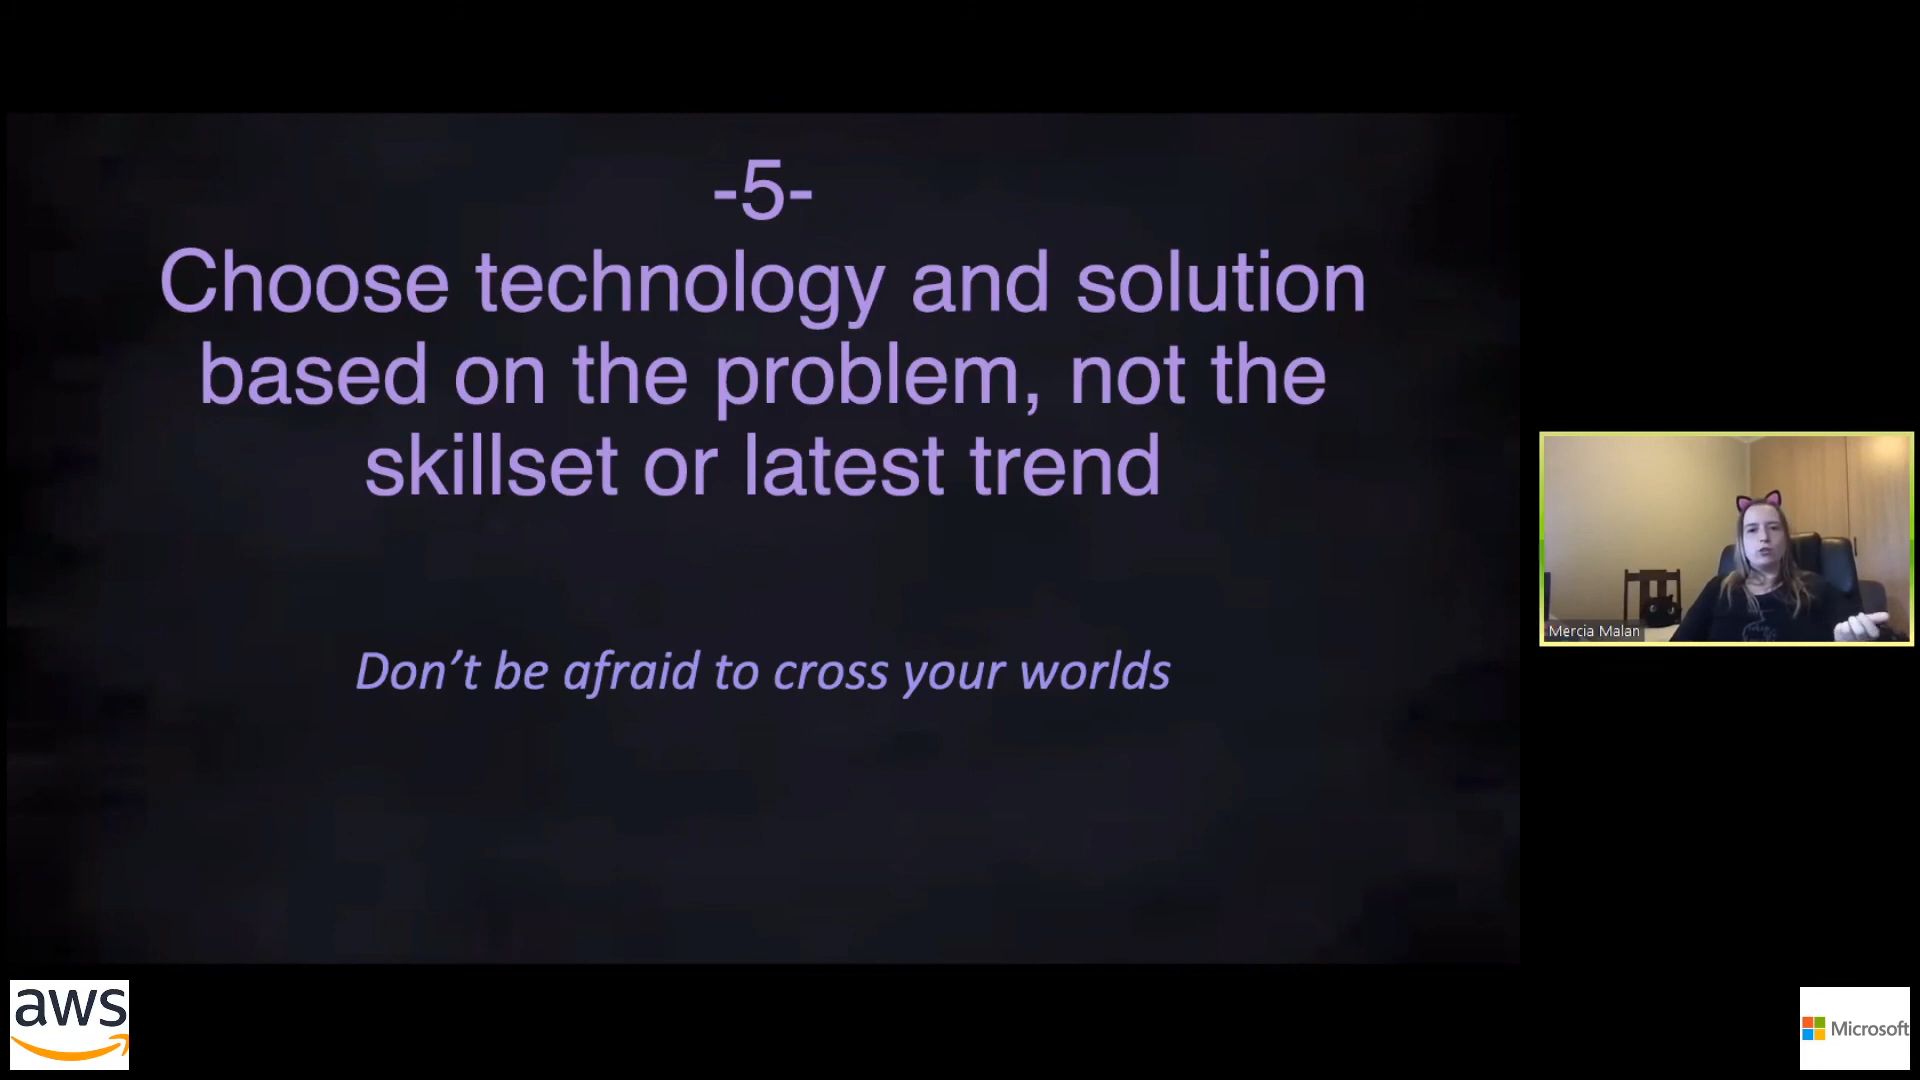 -5-
Choose technology and solution
based on the problem, not the
skillset or latest trend
Don’t be afraid to cross your worlds
Mercia Malan
aws
Microsoft